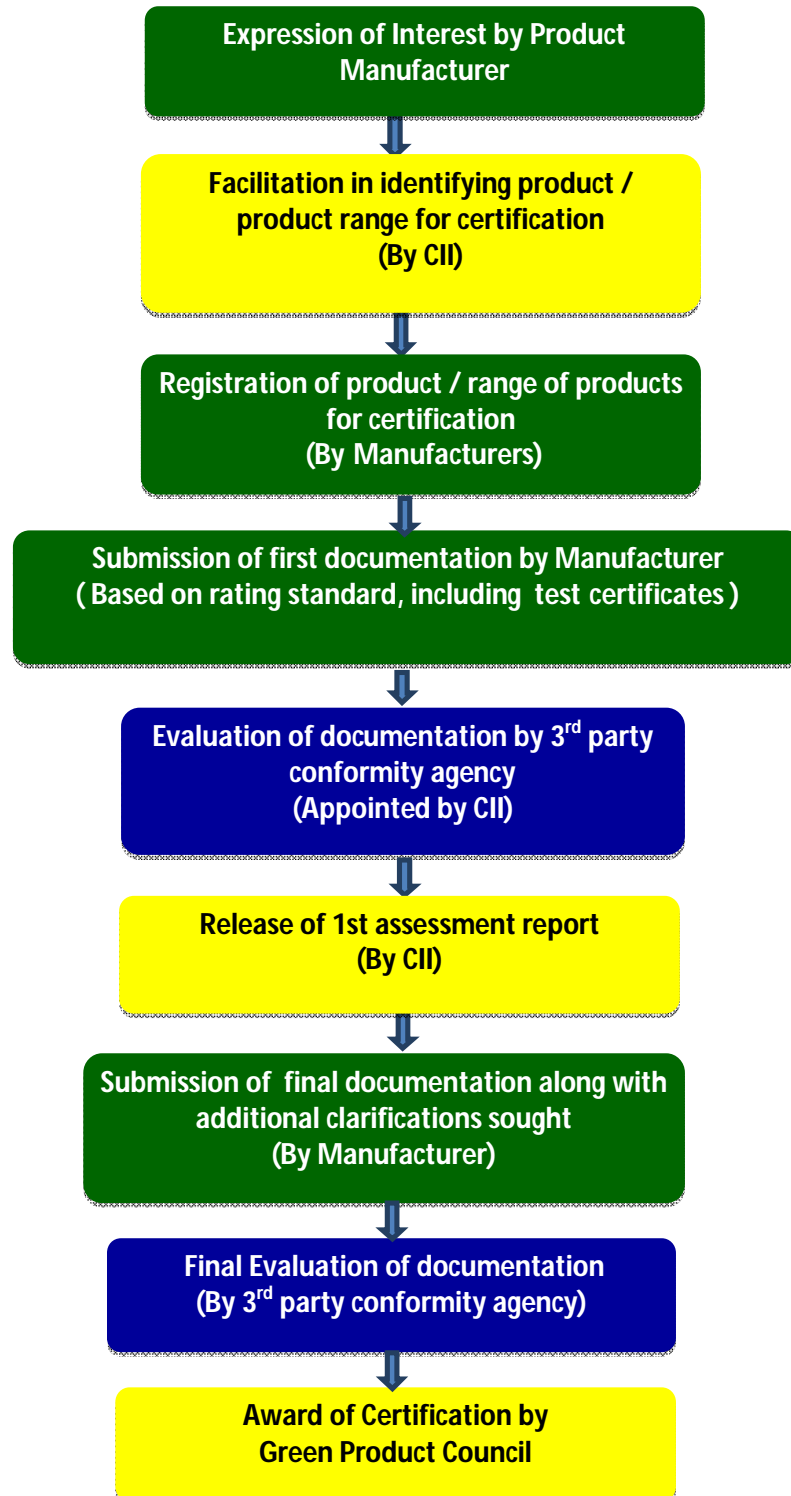 Expression of Interest by Product
Manufacturer
Facilitation in identifying product /
product range for certification
(By CII)
Registration of product / range of products
for certification
(By Manufacturers)
Submission of first documentation by Manufacturer
( Based on rating standard, including test certificates )
Evaluation of documentation by 3rd party
conformity agency
(Appointed by CII)
Release of 1st assessment report
(By CII)
Submission of final documentation along with
additional clarifications sought
(By Manufacturer)
Final Evaluation of documentation
(By 3rd party conformity agency)
Award of Certification by
Green Product Council